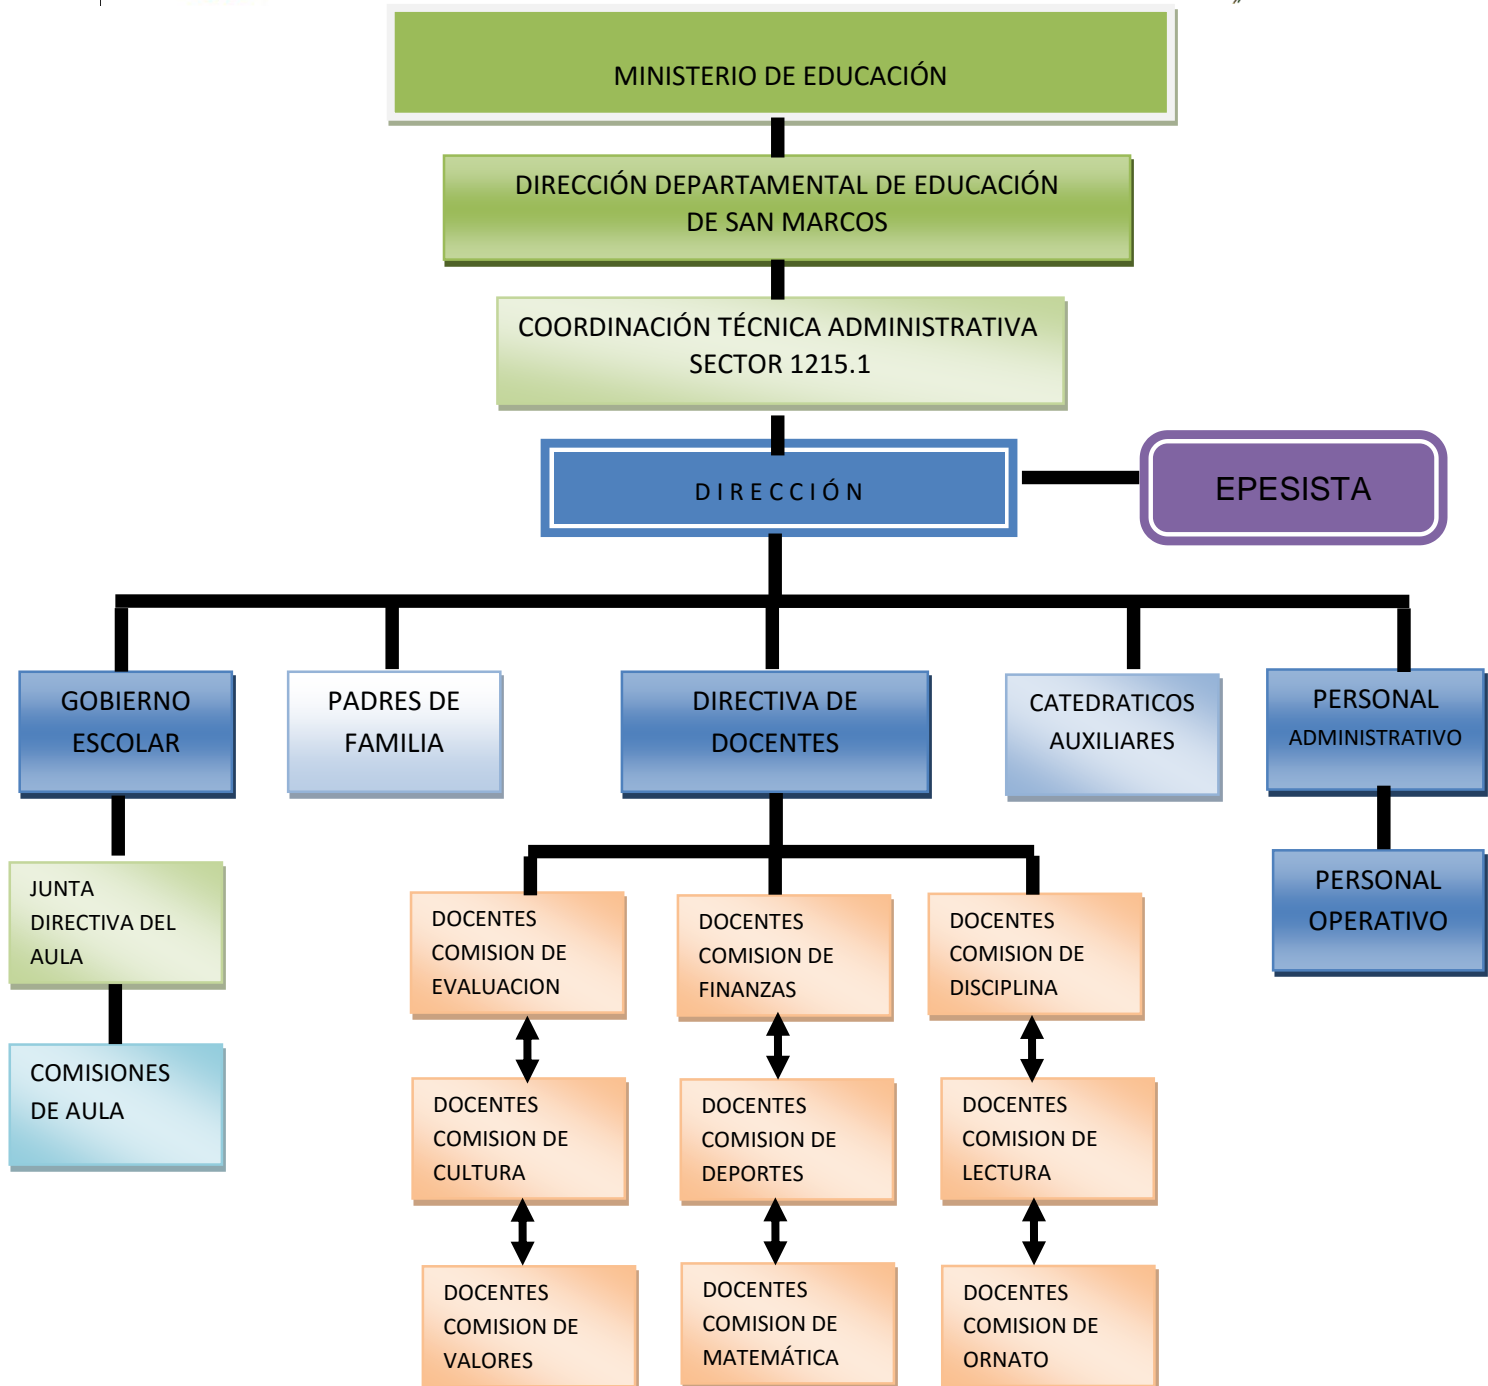 ”
MINISTERIO DE EDUCACIÓN
DIRECCIÓN DEPARTAMENTAL DE EDUCACIÓN
DE SAN MARCOS
COORDINACIÓN TÉCNICA ADMINISTRATIVA
SECTOR 1215.1
D I R E C C I Ó N
EPESISTA
GOBIERNO
ESCOLAR
PADRES DE
FAMILIA
DIRECTIVA DE
DOCENTES
CATEDRATICOS
AUXILIARES
PERSONAL
ADMINISTRATIVO
JUNTA
DIRECTIVA DEL
AULA
PERSONAL
OPERATIVO
DOCENTES
COMISION DE
EVALUACION
DOCENTES
COMISION DE
FINANZAS
DOCENTES
COMISION DE
DISCIPLINA
COMISIONES
DE AULA
DOCENTES
COMISION DE
CULTURA
DOCENTES
COMISION DE
DEPORTES
DOCENTES
COMISION DE
LECTURA
DOCENTES
COMISION DE
VALORES
DOCENTES
COMISION DE
MATEMÁTICA
DOCENTES
COMISION DE
ORNATO